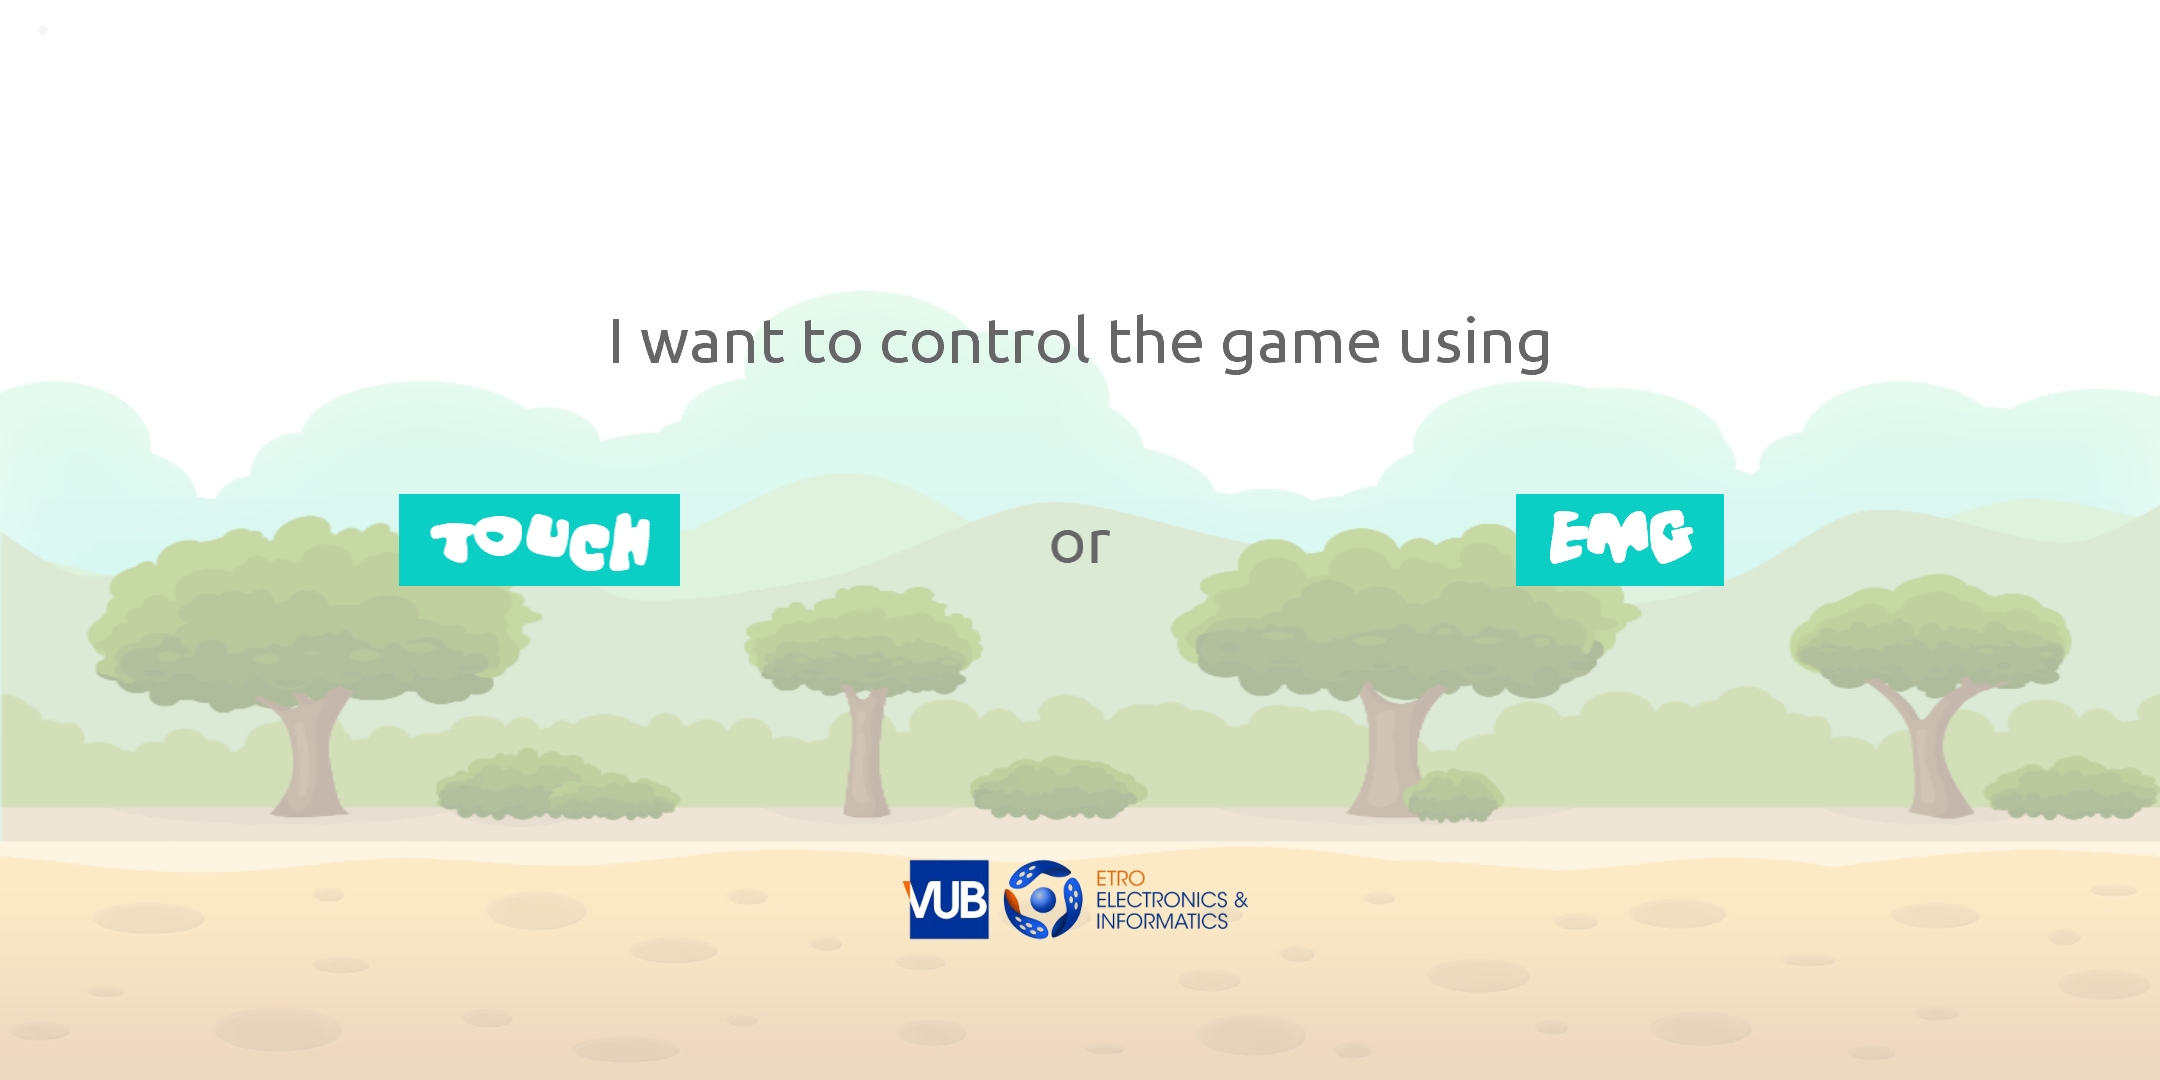 I want to control the game using
TOUCH or EMG
VUB
ETRO
ELECTRONICS &
INFORMATICS